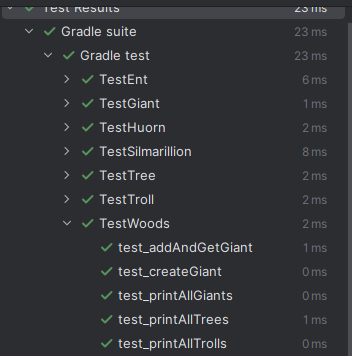 Test Results 23 ms
Gradle suite 23 ms
Gradle test 23 ms
TestEnt 6 ms
TestGiant 1 ms
TestHuorn 2 ms
TestSilmarillion 8 ms
TestTree 2 ms
TestTroll 2 ms
TestWoods 2 ms
test_addAndGetGiant 1 ms
test_createGiant 0 ms
test_printAllGiants 0 ms
test_printAllTrees 1 ms
test_printAllTrolls 0 ms